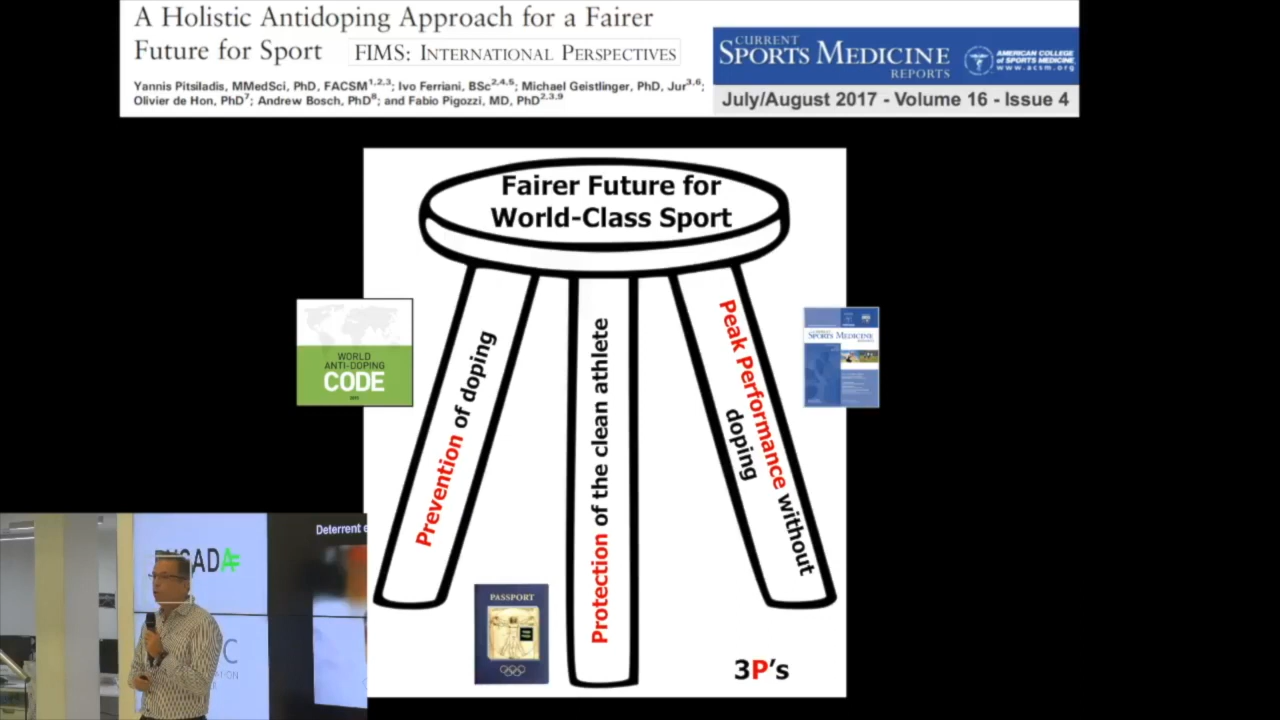 A Holistic Antidoping Approach for a Fairer
Future for Sport
FIMS: INTERNATIONAL PERSPECTIVES
Yannis Pitsiladis, MMedSci, PhD, FACSM1,2,3; Ivo Ferriani, BSc2,4,5; Michael Geistlinger, PhD, Jur3,6;
Olivier de Hon, PhD7; Andrew Bosch, PhD8; and Fabio Pigozzi, MD, PhD2,3,9
CURRENT
SPORTS MEDICINE
REPORTS
AMERICAN COLLEGE
of SPORTS MEDICINE
www.acsm.org
July/August 2017 - Volume 16 - Issue 4
Fairer Future for
World-Class Sport
WORLD
ANTI-DOPING
CODE
2015
Prevention of doping
Protection of the clean athlete
Peak Performance without
doping
SPORTS MEDICINE
PASSPORT
3P's
Deterrent